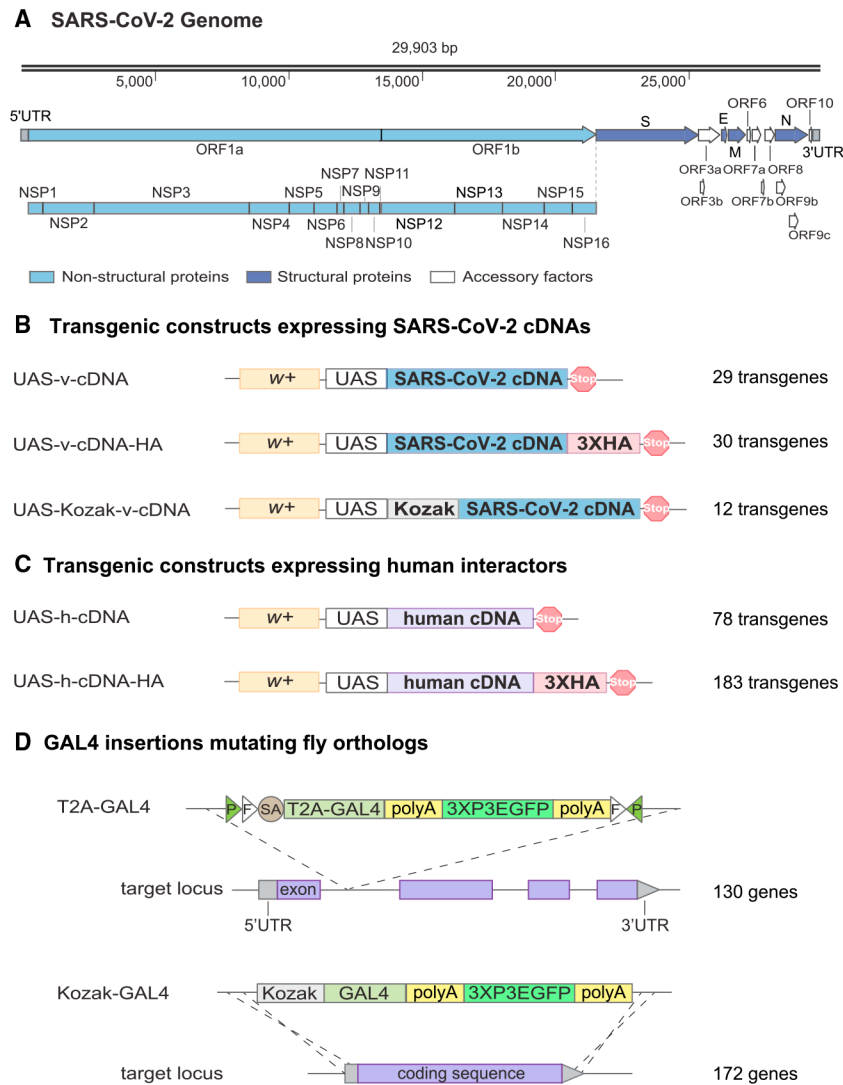 A SARS-CoV-2 Genome
29,903 bp
5,000 10,000 15,000 20,000 25,000
5'UTR ORF1a ORF1b S ORF3a ORF3b E M ORF6 ORF7a ORF7b ORF8 N ORF9b ORF9c ORF10 3'UTR
NSP1 NSP2 NSP3 NSP4 NSP5 NSP6 NSP7 NSP8 NSP9 NSP10 NSP11 NSP12 NSP13 NSP14 NSP15 NSP16
Non-structural proteins Structural proteins Accessory factors
B Transgenic constructs expressing SARS-CoV-2 cDNAs
UAS-v-cDNA w+ UAS SARS-CoV-2 cDNA Stop 29 transgenes
UAS-v-cDNA-HA w+ UAS SARS-CoV-2 cDNA 3XHA Stop 30 transgenes
UAS-Kozak-v-cDNA w+ UAS Kozak SARS-CoV-2 cDNA Stop 12 transgenes
C Transgenic constructs expressing human interactors
UAS-h-cDNA w+ UAS human cDNA Stop 78 transgenes
UAS-h-cDNA-HA w+ UAS human cDNA 3XHA Stop 183 transgenes
D GAL4 insertions mutating fly orthologs
T2A-GAL4 P F SA T2A-GAL4 polyA 3XP3EGFP polyA F P
target locus exon 130 genes
5'UTR 3'UTR
Kozak-GAL4 Kozak GAL4 polyA 3XP3EGFP polyA
target locus coding sequence 172 genes